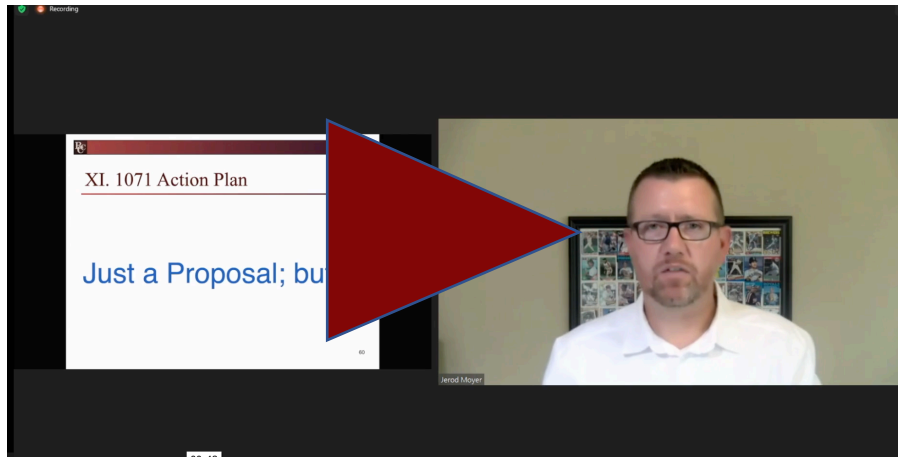 Recording
XI. 1071 Action Plan
Just a Proposal; bu
60
Jerod Moyer